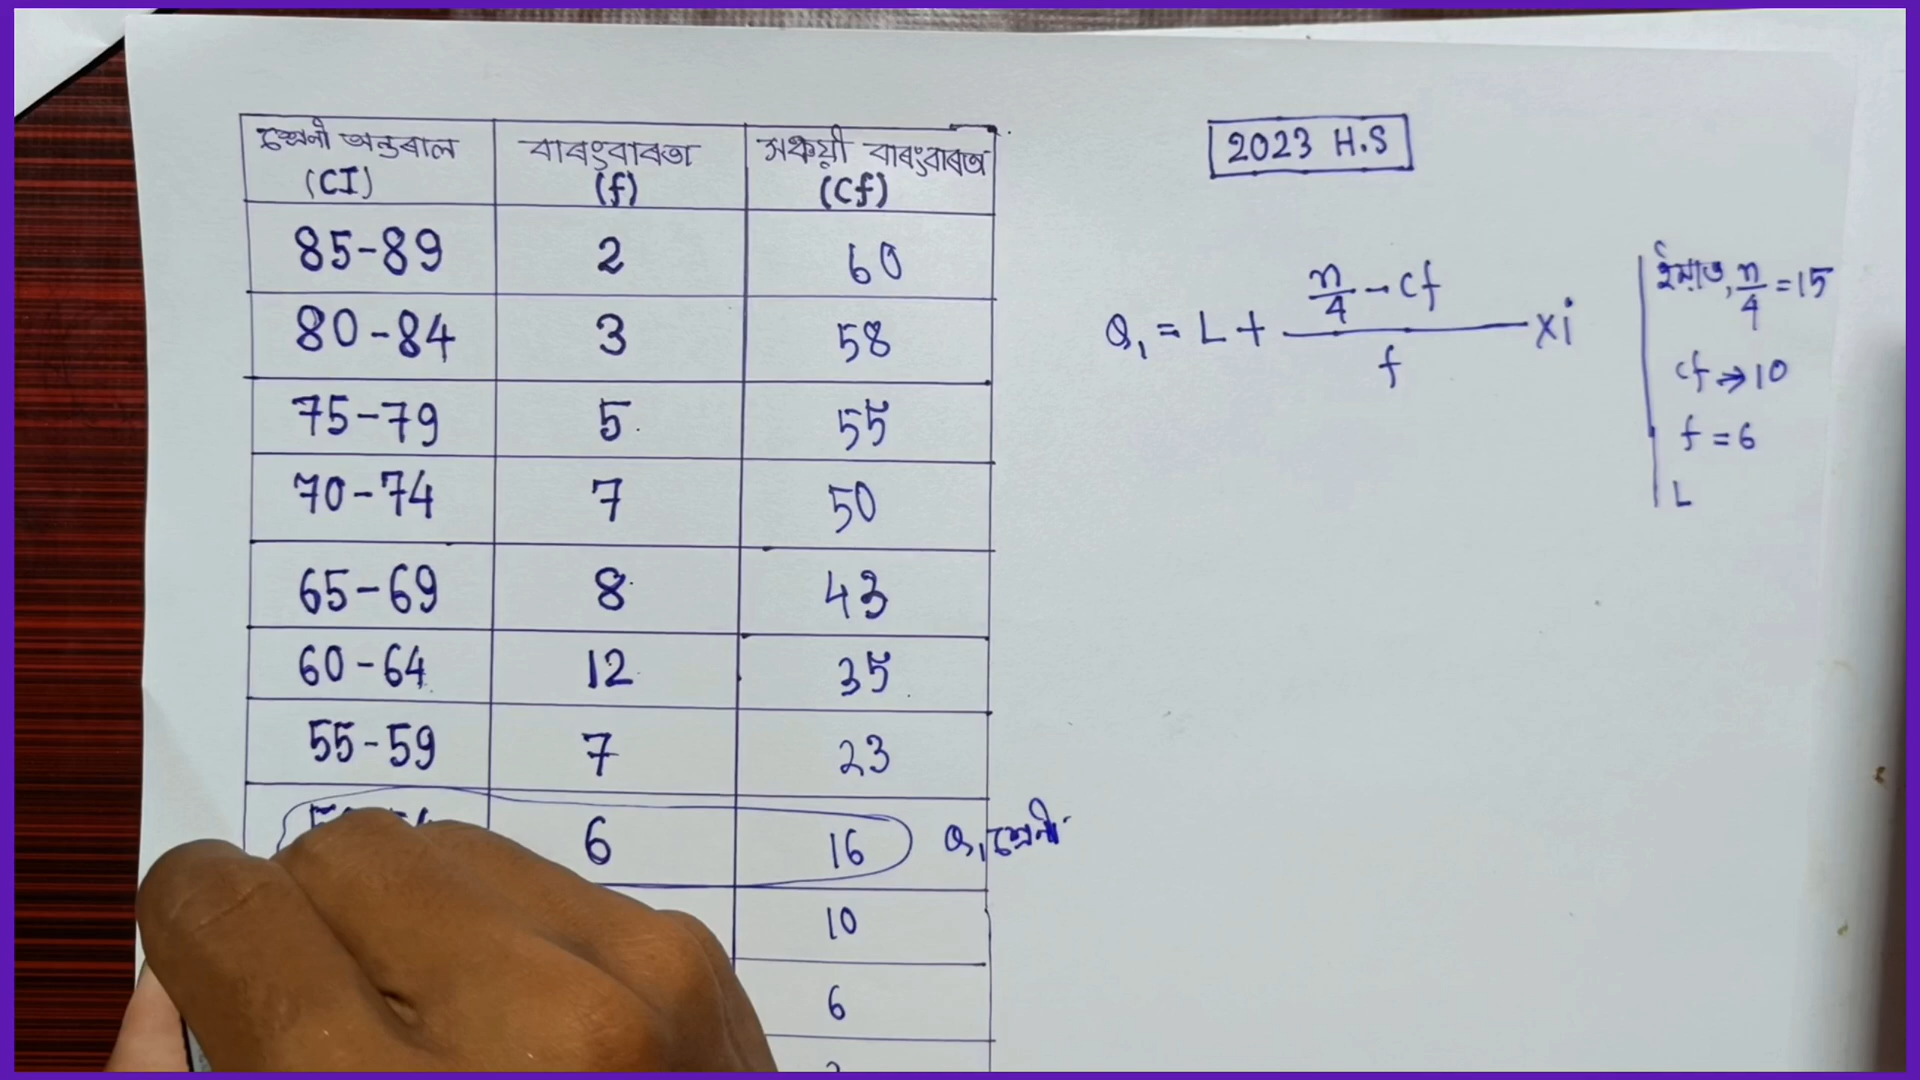 শ্ৰেণী অন্তৰাল বাৰংবাৰতা সঞ্চয়ী বাৰংবাৰতা
(CI) (f) (Cf)
85-89 2 60
80-84 3 58
75-79 5 55
70-74 7 50
65-69 8 43
60-64 12 35
55-59 7 23
6 16 Q₁ শ্ৰেণী
10
6
2023 H.S
Q₁ = L + (n/4 - cf)/f × i
ইয়াত, n/4 = 15
cf → 10
f = 6
L